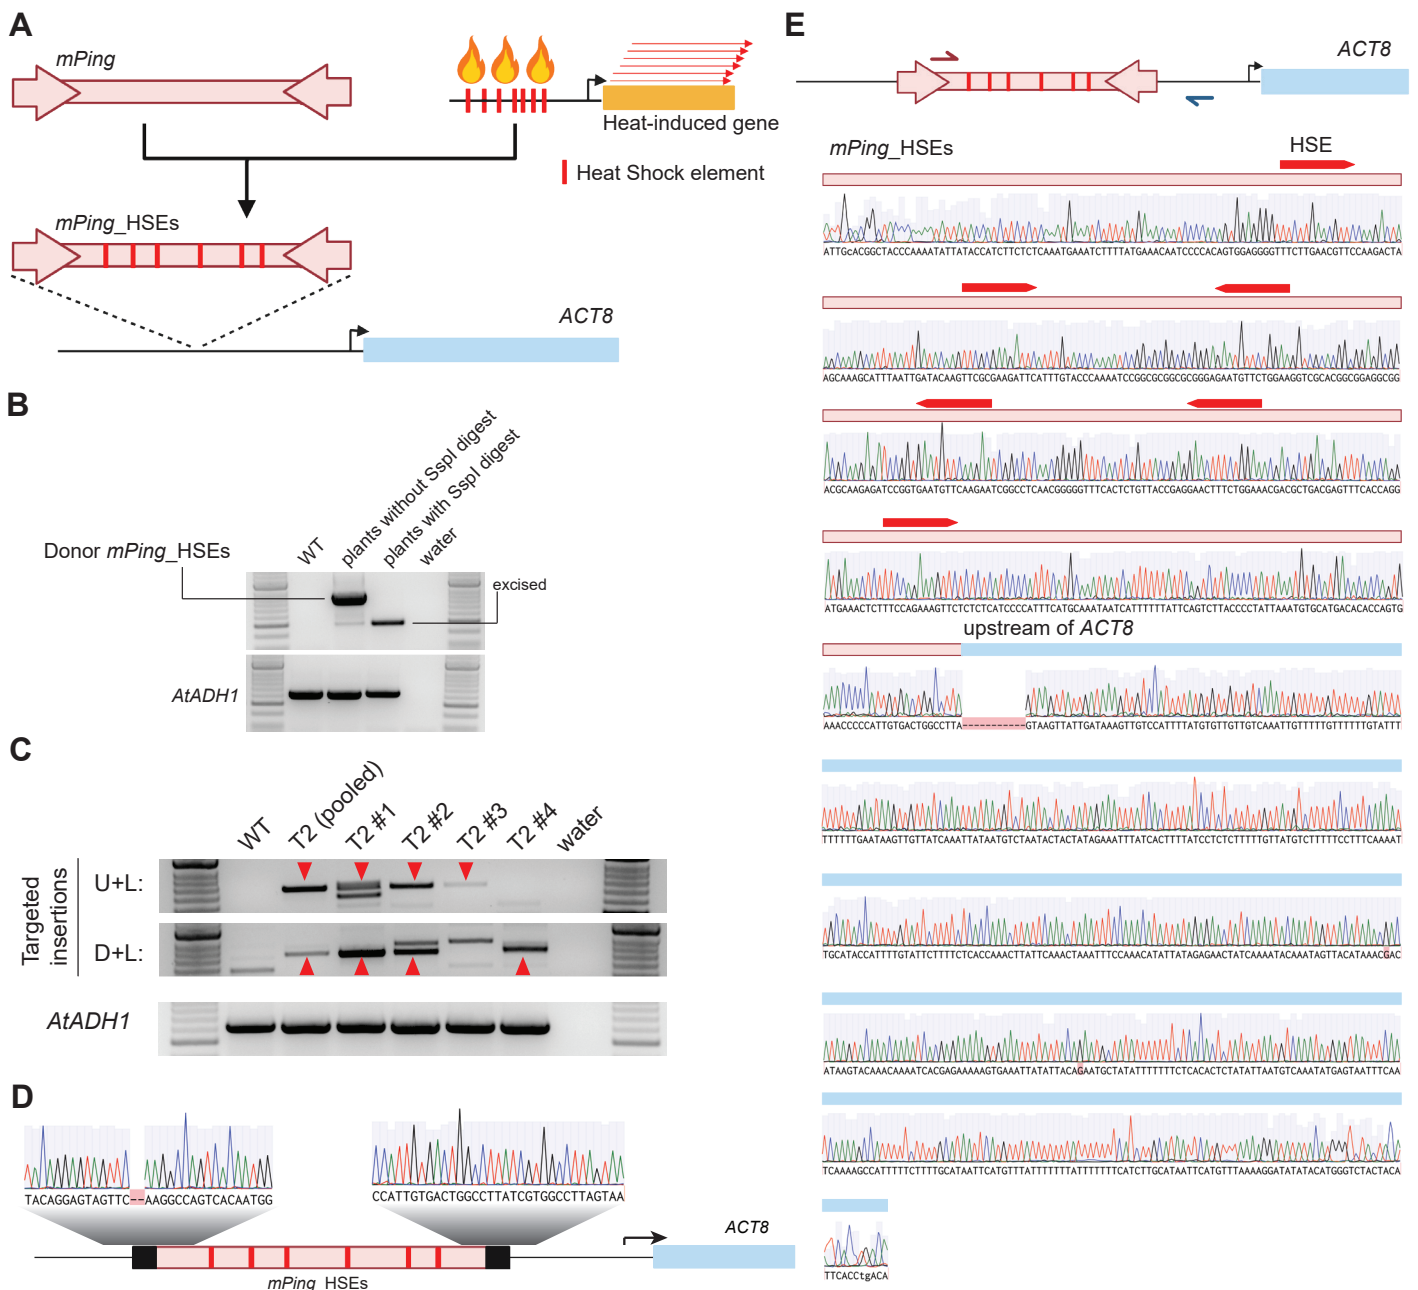 A
mPing
Heat-induced gene
Heat Shock element
mPing_HSEs
ACT8
B
Donor mPing_HSEs
WT
plants without SspI digest
plants with SspI digest
water
excised
AtADH1
C
WT
T2 (pooled)
T2 #1
T2 #2
T2 #3
T2 #4
water
Targeted
insertions
U+L:
D+L:
AtADH1
D
TACAGGAGTAGTTC--AAGGCCAGTCACAATGG
CCATTGTGACTGGCCTTATCGTGGCCTTAGTAA
ACT8
mPing_HSEs
E
ACT8
mPing_HSEs
HSE
ATTGcACGGCTACCCAAAATATTATACCATCTTCTCTCAAATGAAATCTTTTATGAAACAATCCCCACAGTGGAGGGGTTTCTTGAACGTTCCAAGACTA
AGCAAAGCATTTAATTGATACAAGTTCGCGAAGATTCATTTGTACCCAAAATCCGGCGCGGCGCGGGAGAATGTTCTGGAAGGTCGCACGGCGGAGGCGG
ACGCAAGAGATCCGGTGAATGTTCAAGAATCGGCCTCAACGGGGGTTTCACTCTGTTACCGAGGAACTTTCTGGAAACGACGCTGACGAGTTTCACCAGG
ATGAAACTCTTTCCAGAAAGTTCTCTCTCATCCCCATTTCATGCAAATAATCATTTTTTATTCAGTCTTACCCCTATTAAATGTGCATGACACACCAGTG
upstream of ACT8
AAACCCCCATTGTGACTGGCCTTA-----------GTAAGTTATTGATAAAGTTGTCCATTTTATGTGTTGTTGTCAAATTGTTTTTGTTTTTTGTATTT
TTTTTTGAATAAGTTGTTATCAAATTATAATGTCTAATACTACTATAGAAATTTATCACTTTTATCCTCTCTTTTTGTTATGTCTTTTTCCTTTCAAAAT
TGCATACCATTTTGTATTCTTTTCTCACCAAACTTATTCAAACTAAATTTCCAAACATATTATAGAGAACTATCAAAATACAAATAGTTACATAAACGAC
ATAAGTACAAACAAAATCACGAGAAAAAGTGAAATTATATTACAGAATGCTATATTTTTTTCTCACACTCTATATTAATGTCAAATATGAGTAATTTCAA
TCAAAAGCCATTTTTCTTTTGCATAATTCATGTTTATTTTTTTATTTTTTTCATCTTGCATAATTCATGTTTAAAAGGATATATACATGGGTCTACTACA
TTCACCtgACA